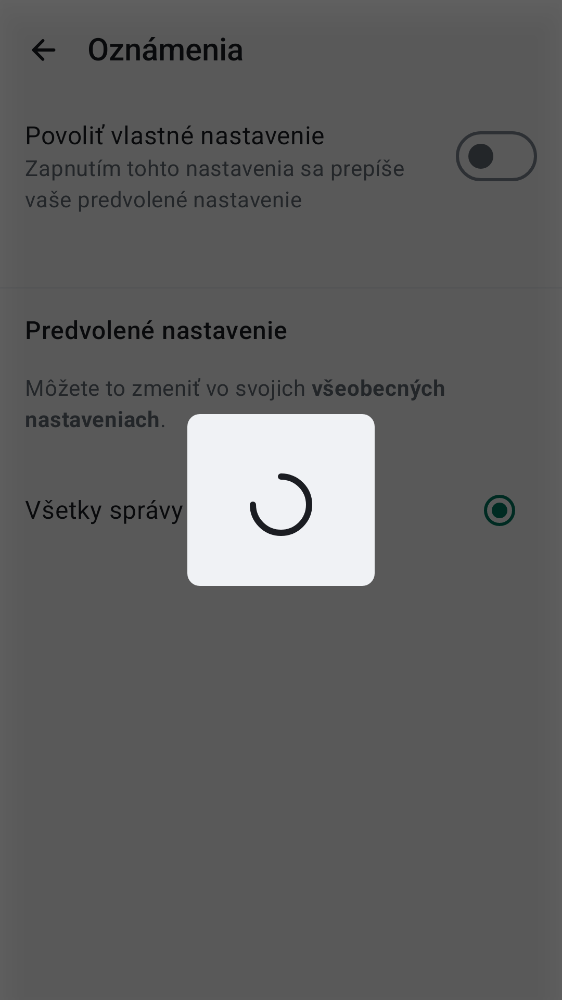 Oznámenia
Povoliť vlastné nastavenie
Zapnutím tohto nastavenia sa prepíše
vaše predvolené nastavenie
Predvolené nastavenie
Môžete to zmeniť vo svojich všeobecných
nastaveniach.
Všetky správy